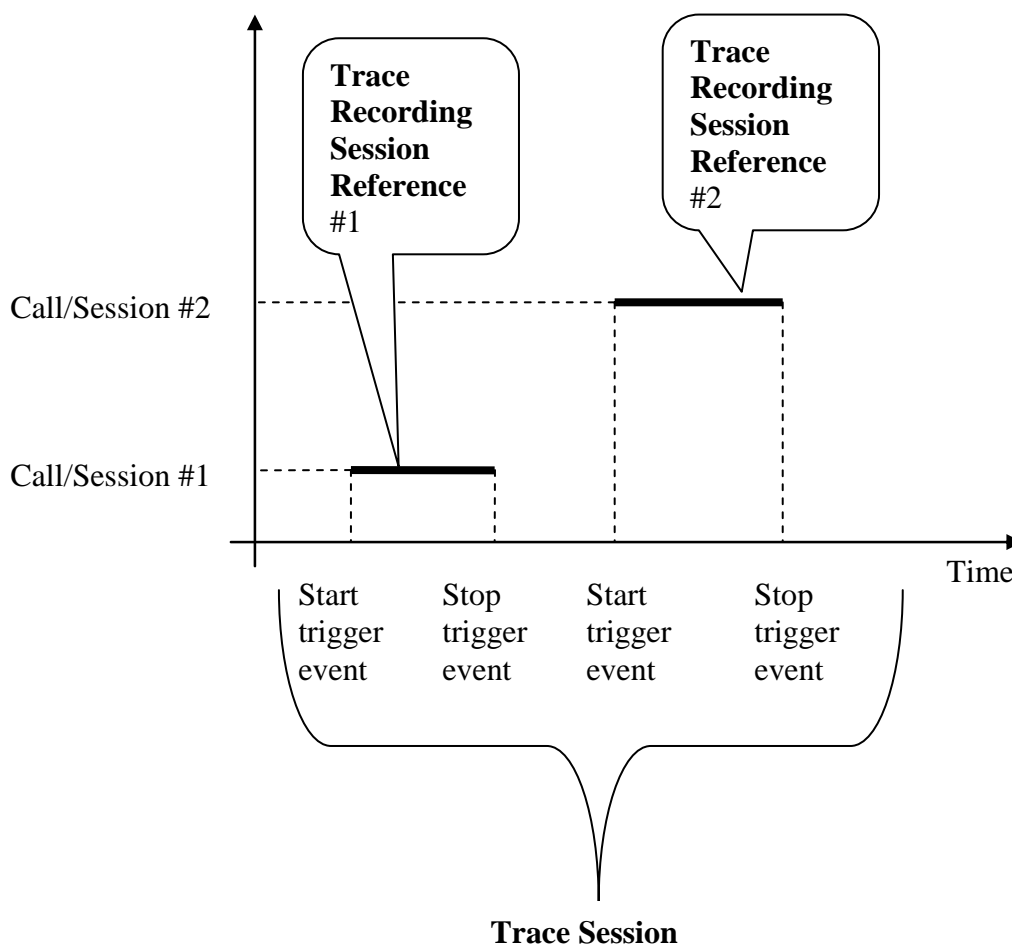 Trace
Recording
Session
Reference
#1
Trace
Recording
Session
Reference
#2
Call/Session #2
Call/Session #1
Time
Start
trigger
event
Stop
trigger
event
Start
trigger
event
Stop
trigger
event
Trace Session